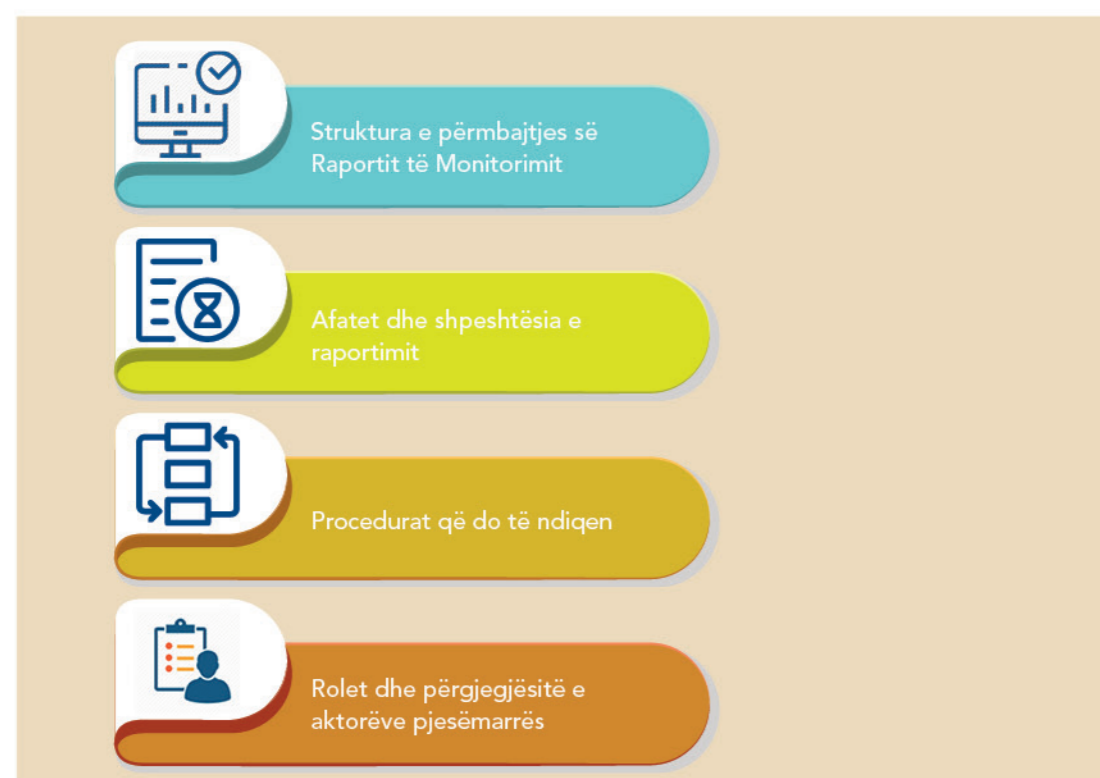 Struktura e përmbajtjes së
Raportit të Monitorimit
Afatet dhe shpeshtësia e
raportimit
Procedurat që do të ndiqen
Rolet dhe përgjegjësitë e
aktorëve pjesëmarrës